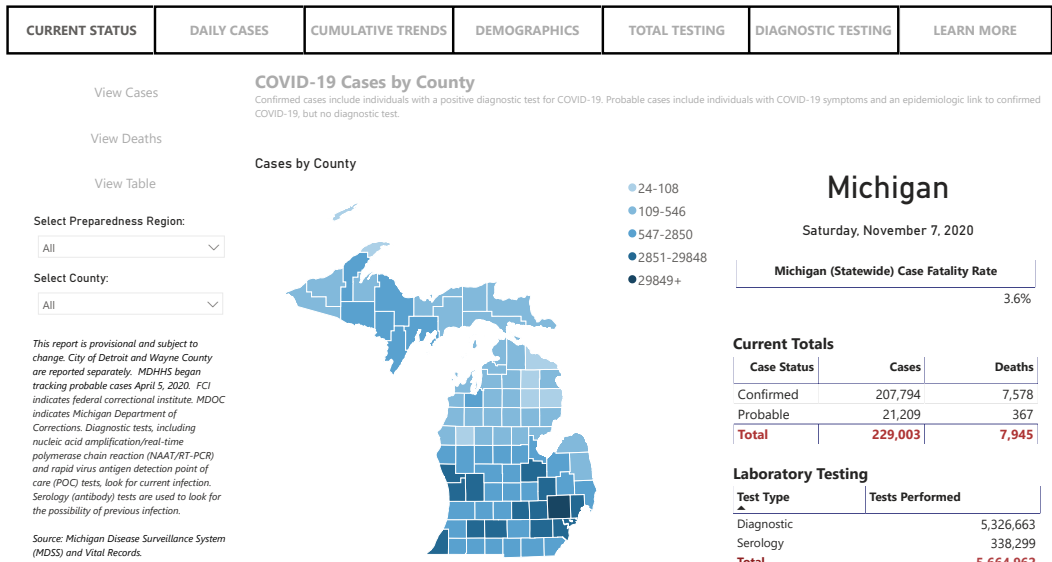 CURRENT STATUS
DAILY CASES
CUMULATIVE TRENDS
DEMOGRAPHICS
TOTAL TESTING
DIAGNOSTIC TESTING
LEARN MORE
View Cases
View Deaths
View Table
Select Preparedness Region:
All
Select County:
All
This report is provisional and subject to
change. City of Detroit and Wayne County
are reported separately. MDHHS began
tracking probable cases April 5, 2020. FCI
indicates federal correctional institute. MDOC
indicates Michigan Department of
Corrections. Diagnostic tests, including
nucleic acid amplification/real-time
polymerase chain reaction (NAAT/RT-PCR)
and rapid virus antigen detection point of
care (POC) tests, look for current infection.
Serology (antibody) tests are used to look for
the possibility of previous infection.
Source: Michigan Disease Surveillance System
(MDSS) and Vital Records.
COVID-19 Cases by County
Confirmed cases include individuals with a positive diagnostic test for COVID-19. Probable cases include individuals with COVID-19 symptoms and an epidemiologic link to confirmed
COVID-19, but no diagnostic test.
Cases by County
24-108
109-546
547-2850
2851-29848
29849+
Michigan
Saturday, November 7, 2020
Michigan (Statewide) Case Fatality Rate
3.6%
Current Totals
Case Status Cases Deaths
Confirmed 207,794 7,578
Probable 21,209 367
Total 229,003 7,945
Laboratory Testing
Test Type Tests Performed
Diagnostic 5,326,663
Serology 338,299
Total 5,664,962